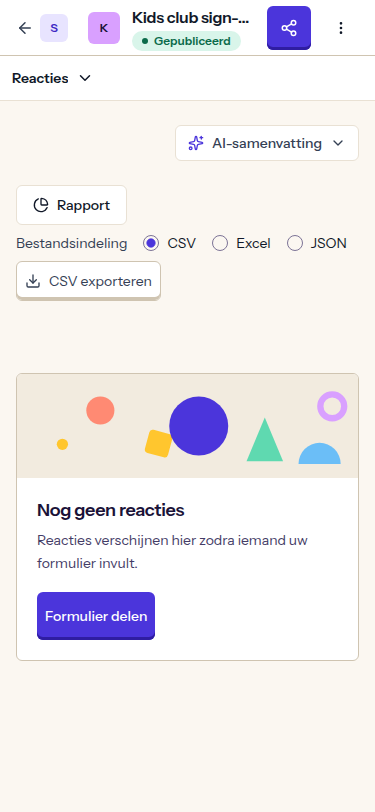 S
K
Kids club sign-...
Gepubliceerd
Reacties
AI-samenvatting
Rapport
Bestandsindeling CSV Excel JSON
CSV exporteren
Nog geen reacties
Reacties verschijnen hier zodra iemand uw
formulier invult.
Formulier delen